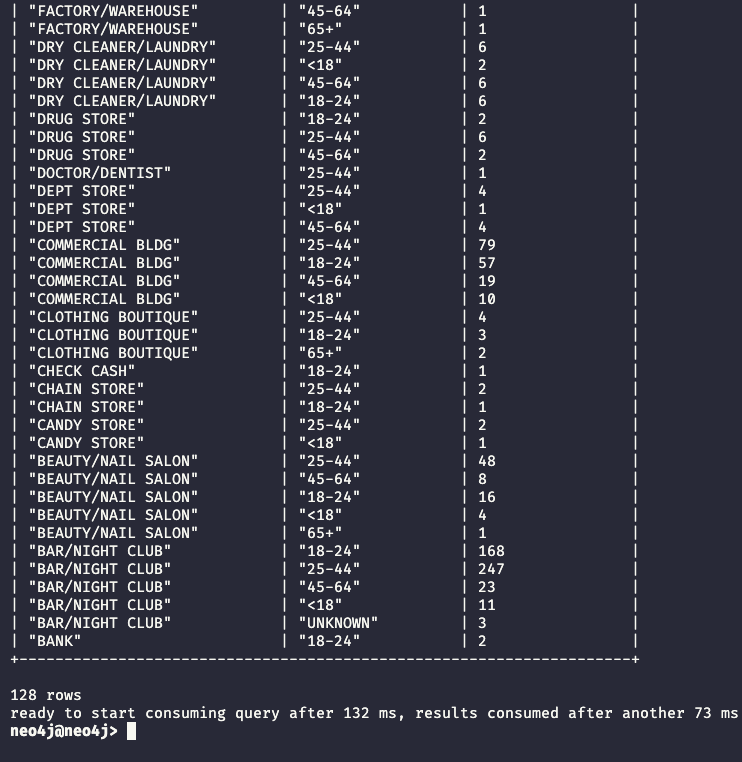 | "FACTORY/WAREHOUSE" | "45-64" | 1 |
| "FACTORY/WAREHOUSE" | "65+" | 1 |
| "DRY CLEANER/LAUNDRY" | "25-44" | 6 |
| "DRY CLEANER/LAUNDRY" | "<18" | 2 |
| "DRY CLEANER/LAUNDRY" | "45-64" | 6 |
| "DRY CLEANER/LAUNDRY" | "18-24" | 6 |
| "DRUG STORE" | "18-24" | 2 |
| "DRUG STORE" | "25-44" | 6 |
| "DRUG STORE" | "45-64" | 2 |
| "DOCTOR/DENTIST" | "25-44" | 1 |
| "DEPT STORE" | "25-44" | 4 |
| "DEPT STORE" | "<18" | 1 |
| "DEPT STORE" | "45-64" | 4 |
| "COMMERCIAL BLDG" | "25-44" | 79 |
| "COMMERCIAL BLDG" | "18-24" | 57 |
| "COMMERCIAL BLDG" | "45-64" | 19 |
| "COMMERCIAL BLDG" | "<18" | 10 |
| "CLOTHING BOUTIQUE" | "25-44" | 4 |
| "CLOTHING BOUTIQUE" | "18-24" | 3 |
| "CLOTHING BOUTIQUE" | "65+" | 2 |
| "CHECK CASH" | "18-24" | 1 |
| "CHAIN STORE" | "25-44" | 2 |
| "CHAIN STORE" | "18-24" | 1 |
| "CANDY STORE" | "25-44" | 2 |
| "CANDY STORE" | "<18" | 1 |
| "BEAUTY/NAIL SALON" | "25-44" | 48 |
| "BEAUTY/NAIL SALON" | "45-64" | 8 |
| "BEAUTY/NAIL SALON" | "18-24" | 16 |
| "BEAUTY/NAIL SALON" | "<18" | 4 |
| "BEAUTY/NAIL SALON" | "65+" | 1 |
| "BAR/NIGHT CLUB" | "18-24" | 168 |
| "BAR/NIGHT CLUB" | "25-44" | 247 |
| "BAR/NIGHT CLUB" | "45-64" | 23 |
| "BAR/NIGHT CLUB" | "<18" | 11 |
| "BAR/NIGHT CLUB" | "UNKNOWN" | 3 |
| "BANK" | "18-24" | 2 |
+--------------------------------------------------------------------+
128 rows
ready to start consuming query after 132 ms, results consumed after another 73 ms
neo4j@neo4j>